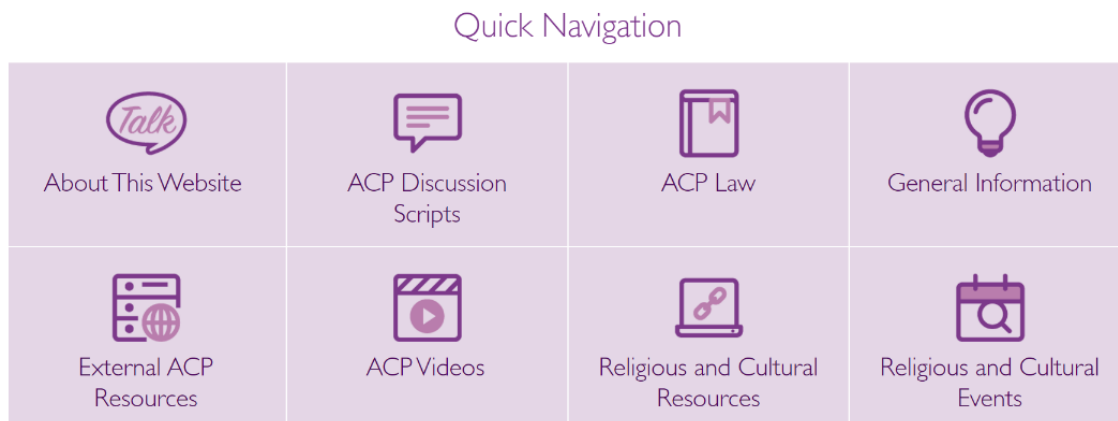 Quick Navigation
Talk
About This Website
ACP Discussion
Scripts
ACP Law
General Information
External ACP
Resources
ACP Videos
Religious and Cultural
Resources
Religious and Cultural
Events